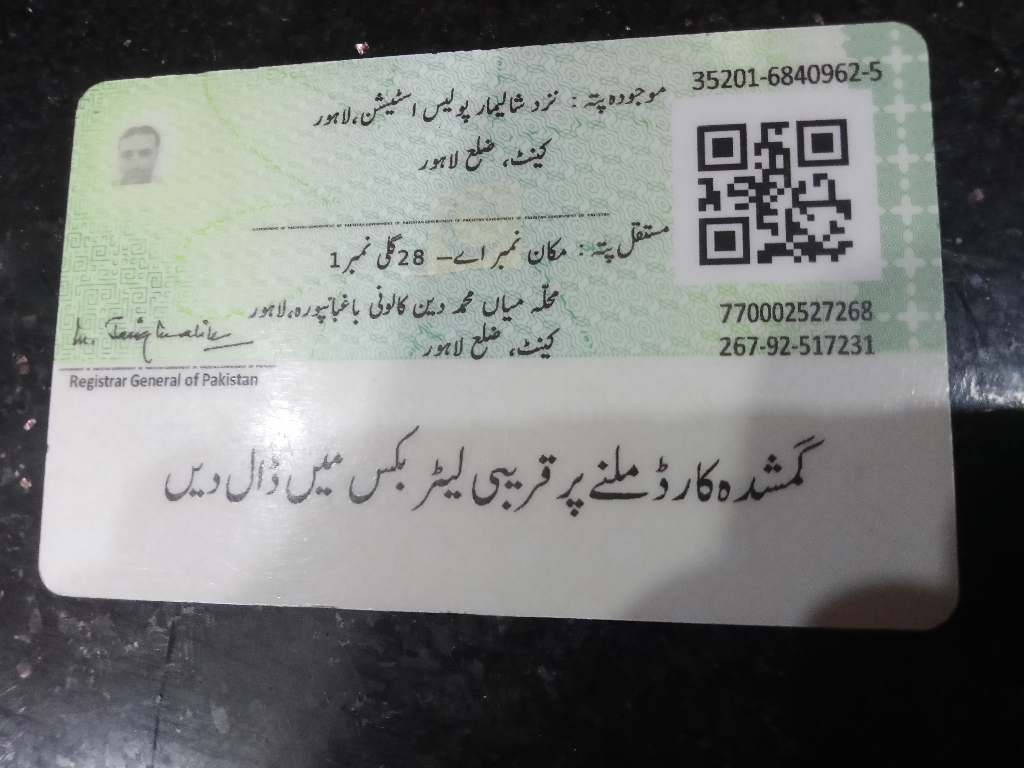 35201-6840962-5
موجودہ پتہ : نزد شالیمار پولیس اسٹیشن،لاہور
کینٹ، ضلع لاہور
مستقل پتہ : مکان نمبر اے- 28 گلی نمبر 1
محلہ میاں محمد دین کالونی باغبانپورہ،لاہور
کینٹ، ضلع لاہور
770002527268
267-92-517231
Registrar General of Pakistan
گمشدہ کارڈ ملنے پر قریبی لیٹر بکس میں ڈال دیں